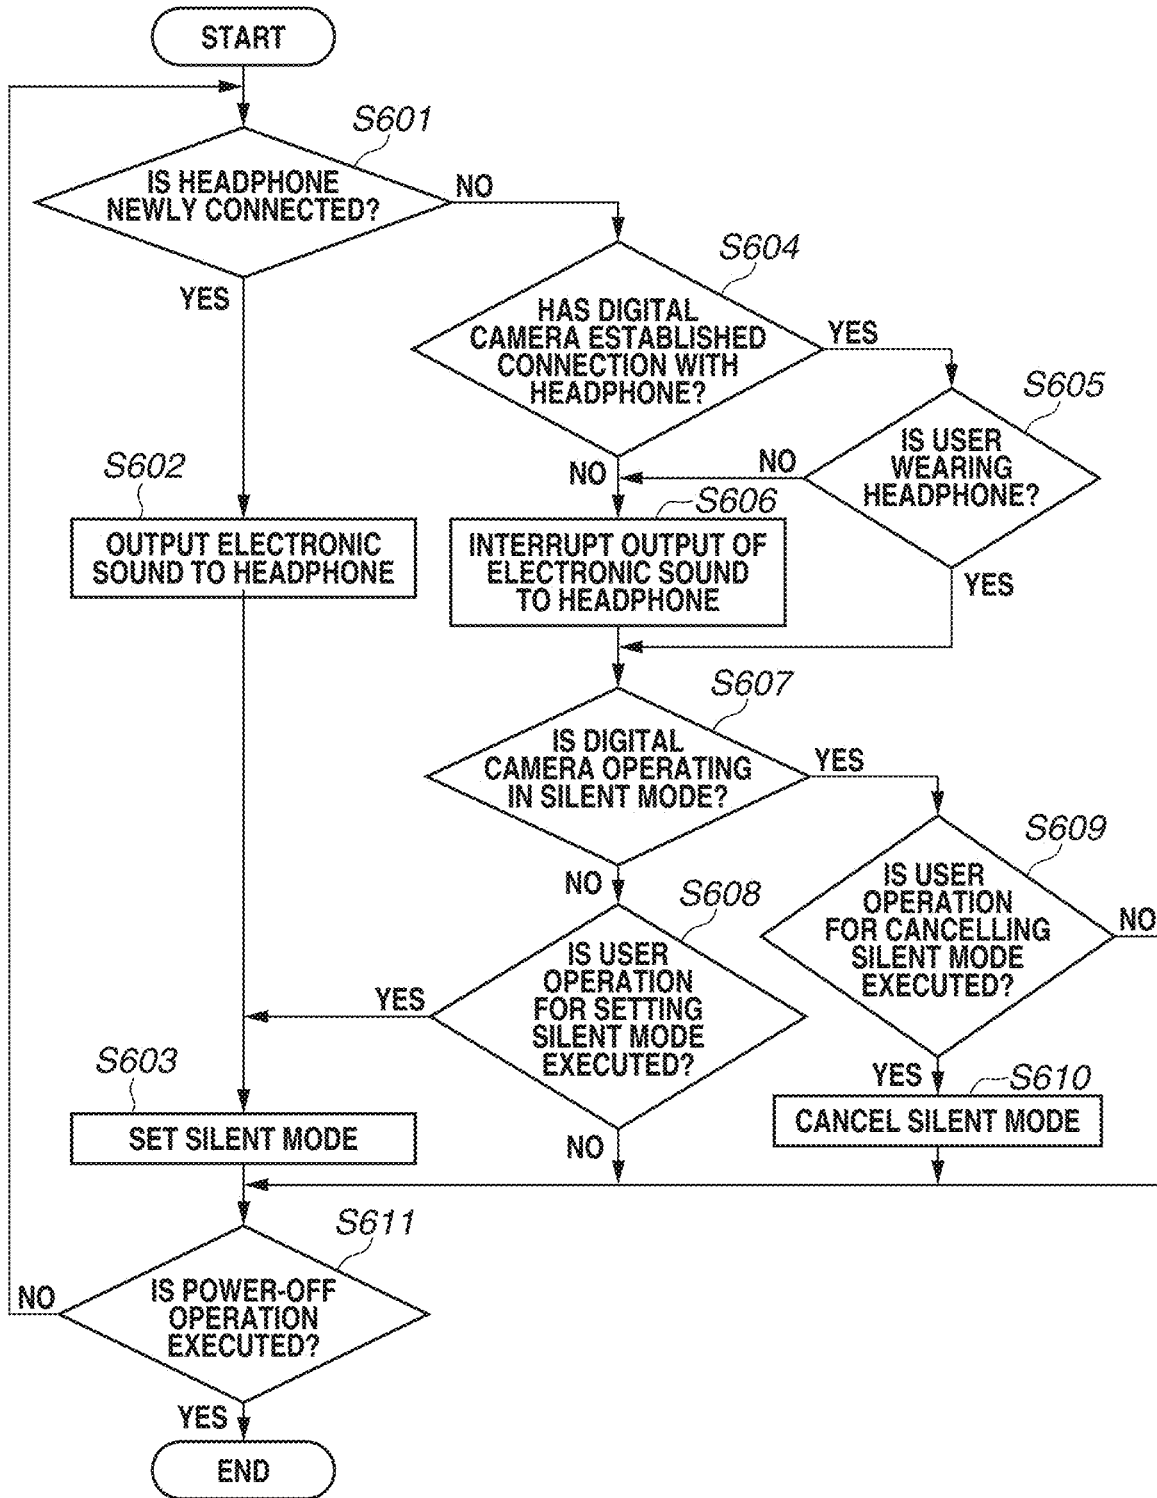 START
S601
IS HEADPHONE
NEWLY CONNECTED?
NO
YES
S604
HAS DIGITAL
CAMERA ESTABLISHED
CONNECTION WITH
HEADPHONE?
YES
NO
S605
IS USER
WEARING
HEADPHONE?
NO
YES
S602
OUTPUT ELECTRONIC
SOUND TO HEADPHONE
S606
INTERRUPT OUTPUT OF
ELECTRONIC SOUND
TO HEADPHONE
S607
IS DIGITAL
CAMERA OPERATING
IN SILENT MODE?
YES
NO
S609
IS USER
OPERATION
FOR CANCELLING
SILENT MODE
EXECUTED?
NO
YES
S608
IS USER
OPERATION
FOR SETTING
SILENT MODE
EXECUTED?
YES
NO
S610
CANCEL SILENT MODE
S603
SET SILENT MODE
S611
IS POWER-OFF
OPERATION
EXECUTED?
NO
YES
END